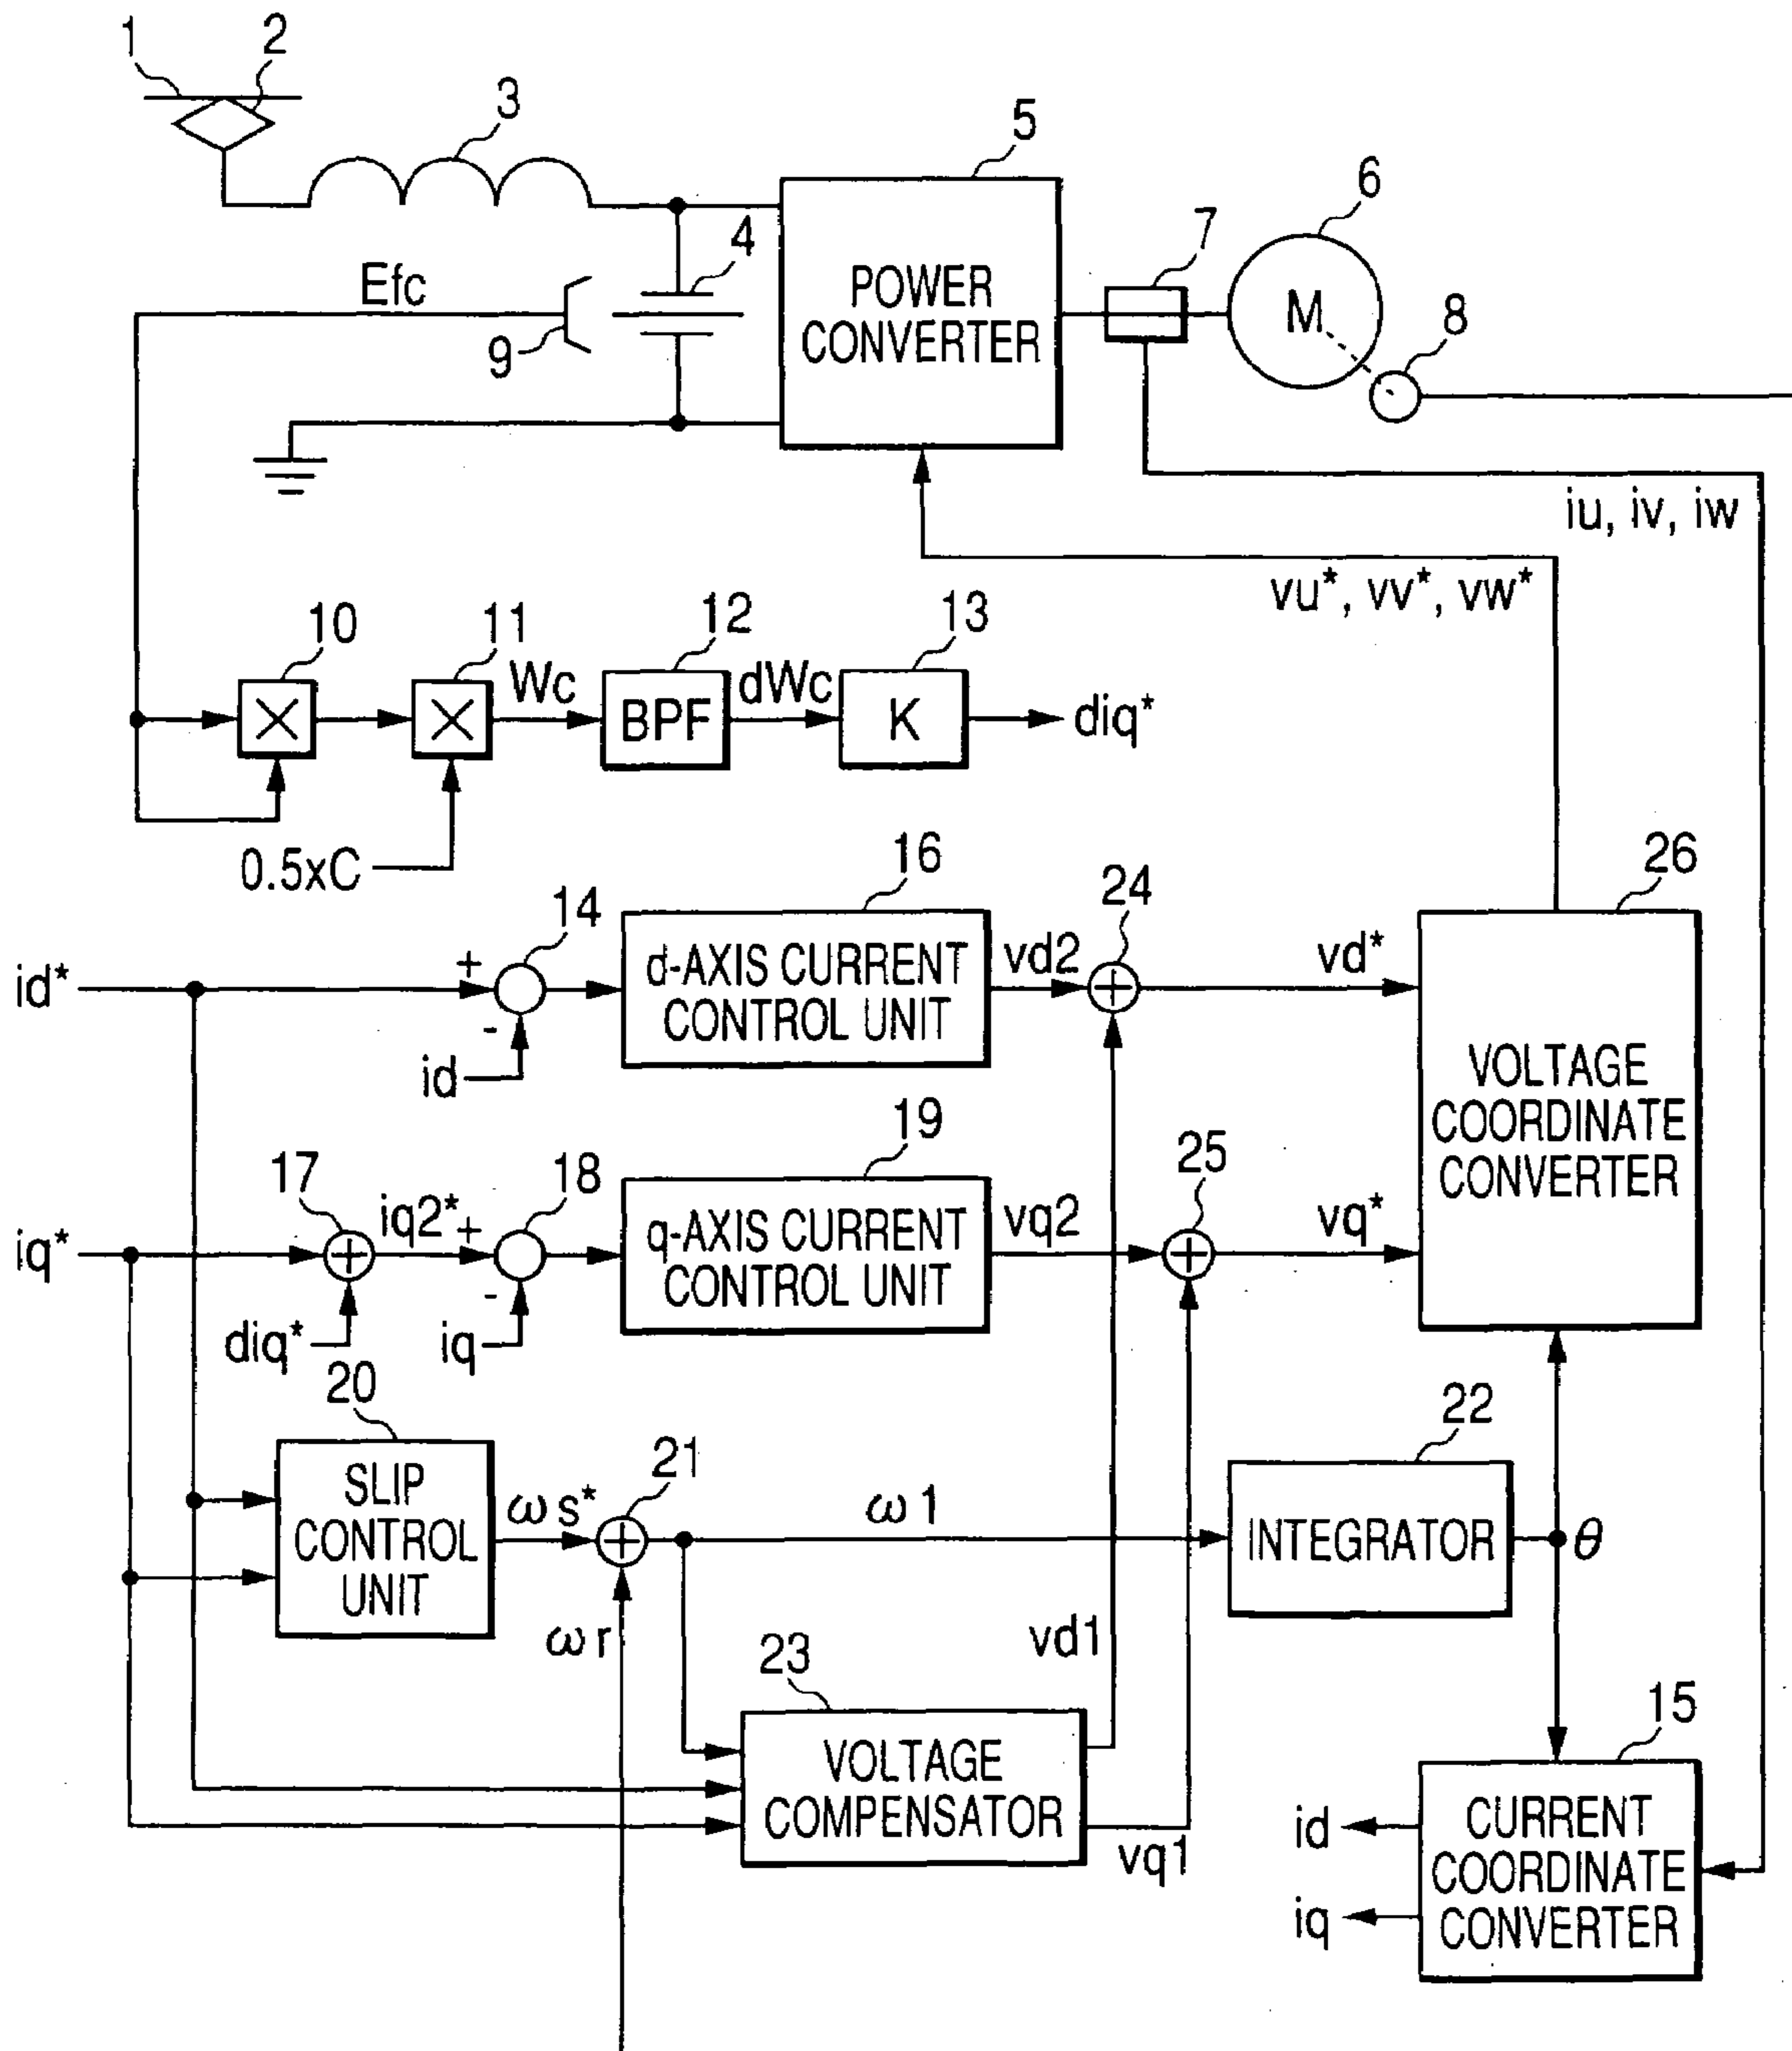 1
2
3
5
6
4
7
8
Efc
9
POWER
CONVERTER
M
iu, iv, iw
vu*, vv*, vw*
10
11
12
13
Wc
dWc
BPF
K
diq*
0.5xC
14
16
24
26
id*
+
-
id
d-AXIS CURRENT
CONTROL UNIT
vd2
vd*
VOLTAGE
COORDINATE
CONVERTER
17
18
19
25
iq*
iq2*
+
-
diq*
iq
q-AXIS CURRENT
CONTROL UNIT
vq2
vq*
20
21
22
SLIP
CONTROL
UNIT
ωs*
ω1
INTEGRATOR
θ
ωr
23
vd1
15
VOLTAGE
COMPENSATOR
vq1
id
iq
CURRENT
COORDINATE
CONVERTER